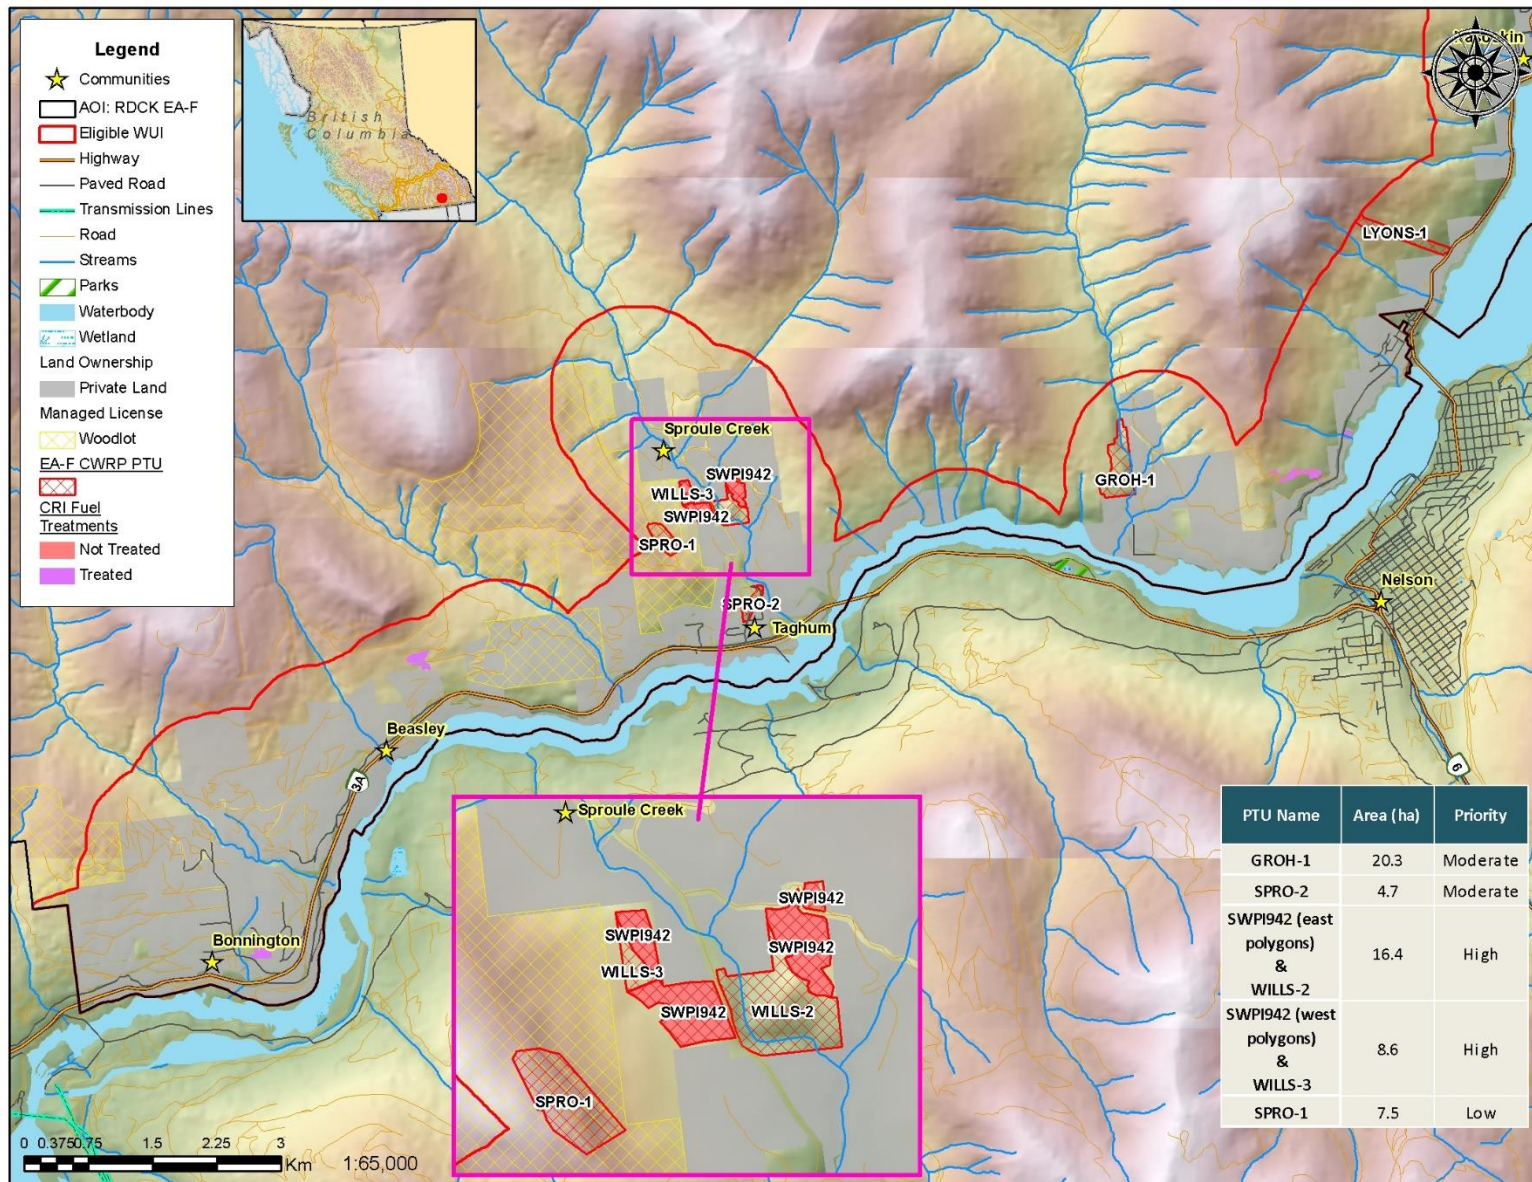 Legend
Communities
AOI: RDCK EA-F
Eligible WUI
Highway
Paved Road
Transmission Lines
Road
Streams
Parks
Waterbody
Wetland
Land Ownership
Private Land
Managed License
Woodlot
EA-F CWRP PTU
CRI Fuel
Treatments
Not Treated
Treated
British
Columbia
LYONS-1
Sproule Creek
SWPI942
WILLS-3
SWPI942
SPRO-1
GROH-1
SPRO-2
Taghum
Nelson
Beasley
3A
6
Bonnington
Sproule Creek
SWPI942
SWPI942
SWPI942
WILLS-3
SWPI942
WILLS-2
SPRO-1
PTU Name Area (ha) Priority
GROH-1 20.3 Moderate
SPRO-2 4.7 Moderate
SWPI942 (east
polygons)
&
WILLS-2 16.4 High
SWPI942 (west
polygons)
&
WILLS-3 8.6 High
SPRO-1 7.5 Low
0 0.375 0.75 1.5 2.25 3
Km 1:65,000